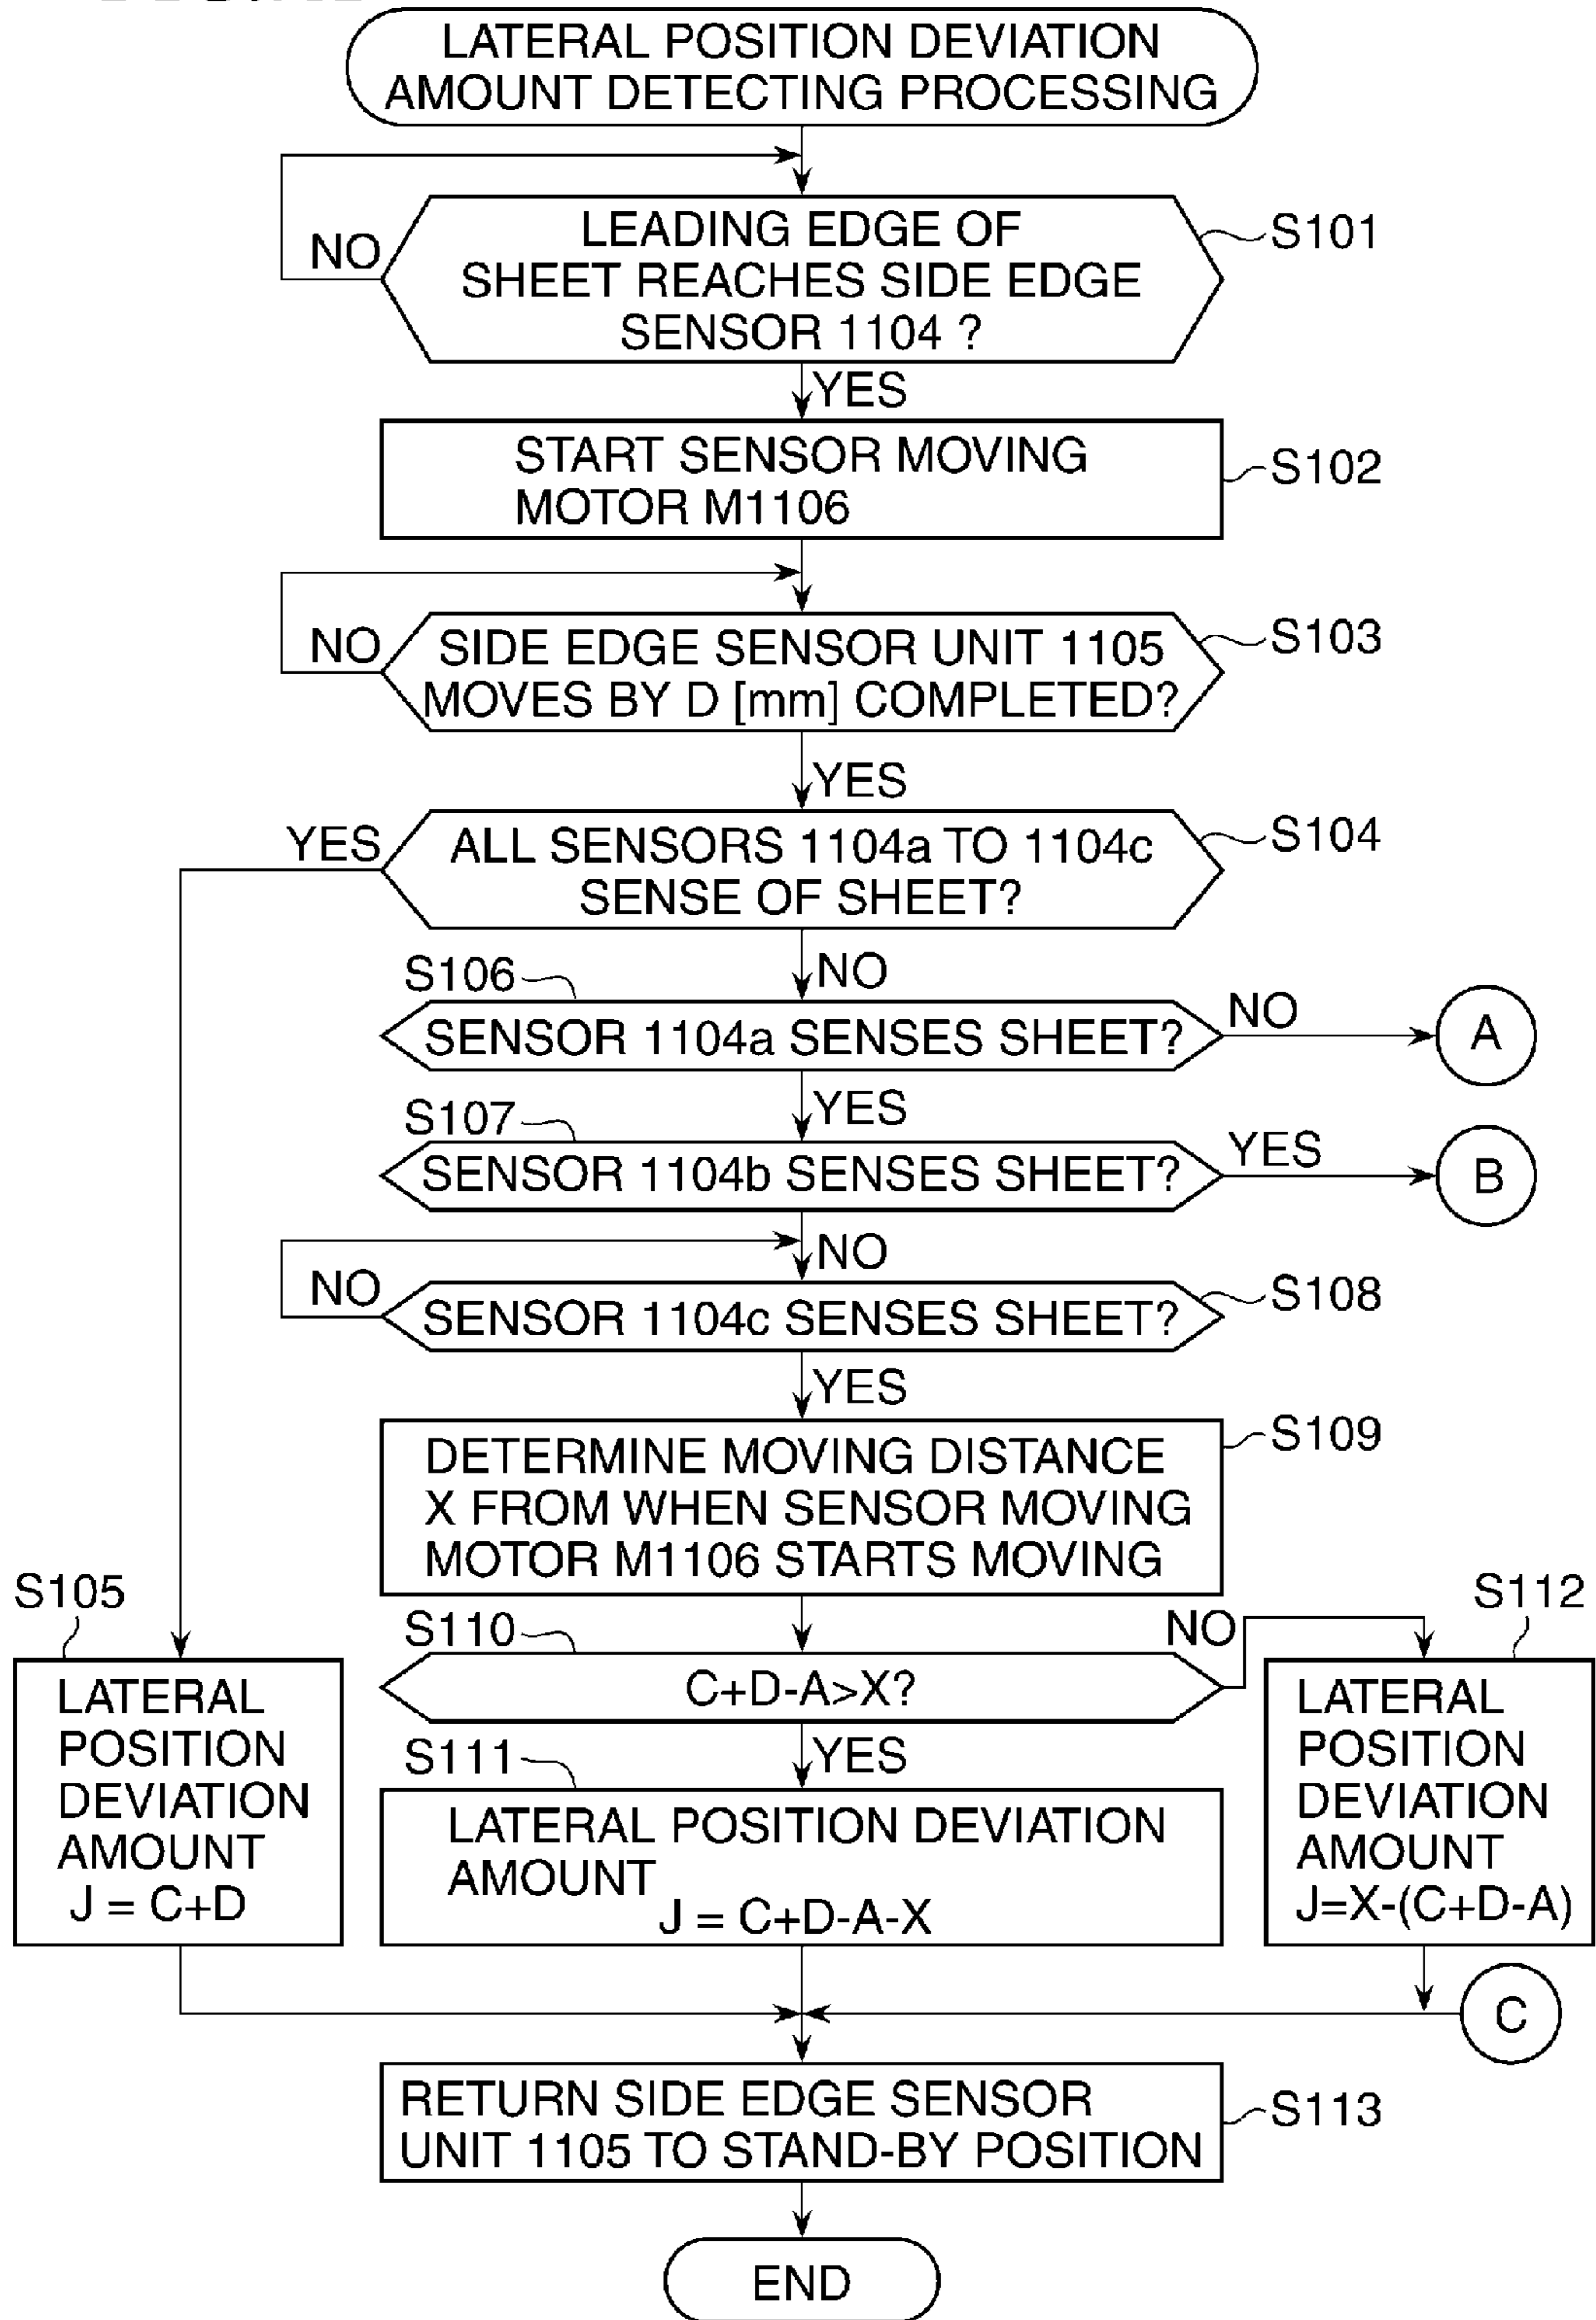 LATERAL POSITION DEVIATION
AMOUNT DETECTING PROCESSING
NO
LEADING EDGE OF
SHEET REACHES SIDE EDGE
SENSOR 1104 ?
S101
YES
START SENSOR MOVING
MOTOR M1106
S102
NO
SIDE EDGE SENSOR UNIT 1105
MOVES BY D [mm] COMPLETED?
S103
YES
YES
ALL SENSORS 1104a TO 1104c
SENSE OF SHEET?
S104
NO
S106
SENSOR 1104a SENSES SHEET?
NO
A
YES
S107
SENSOR 1104b SENSES SHEET?
YES
B
NO
NO
SENSOR 1104c SENSES SHEET?
S108
YES
DETERMINE MOVING DISTANCE
X FROM WHEN SENSOR MOVING
MOTOR M1106 STARTS MOVING
S109
S105
LATERAL
POSITION
DEVIATION
AMOUNT
J = C+D
S110
C+D-A>X?
NO
YES
S111
LATERAL POSITION DEVIATION
AMOUNT
J = C+D-A-X
S112
LATERAL
POSITION
DEVIATION
AMOUNT
J=X-(C+D-A)
C
RETURN SIDE EDGE SENSOR
UNIT 1105 TO STAND-BY POSITION
S113
END